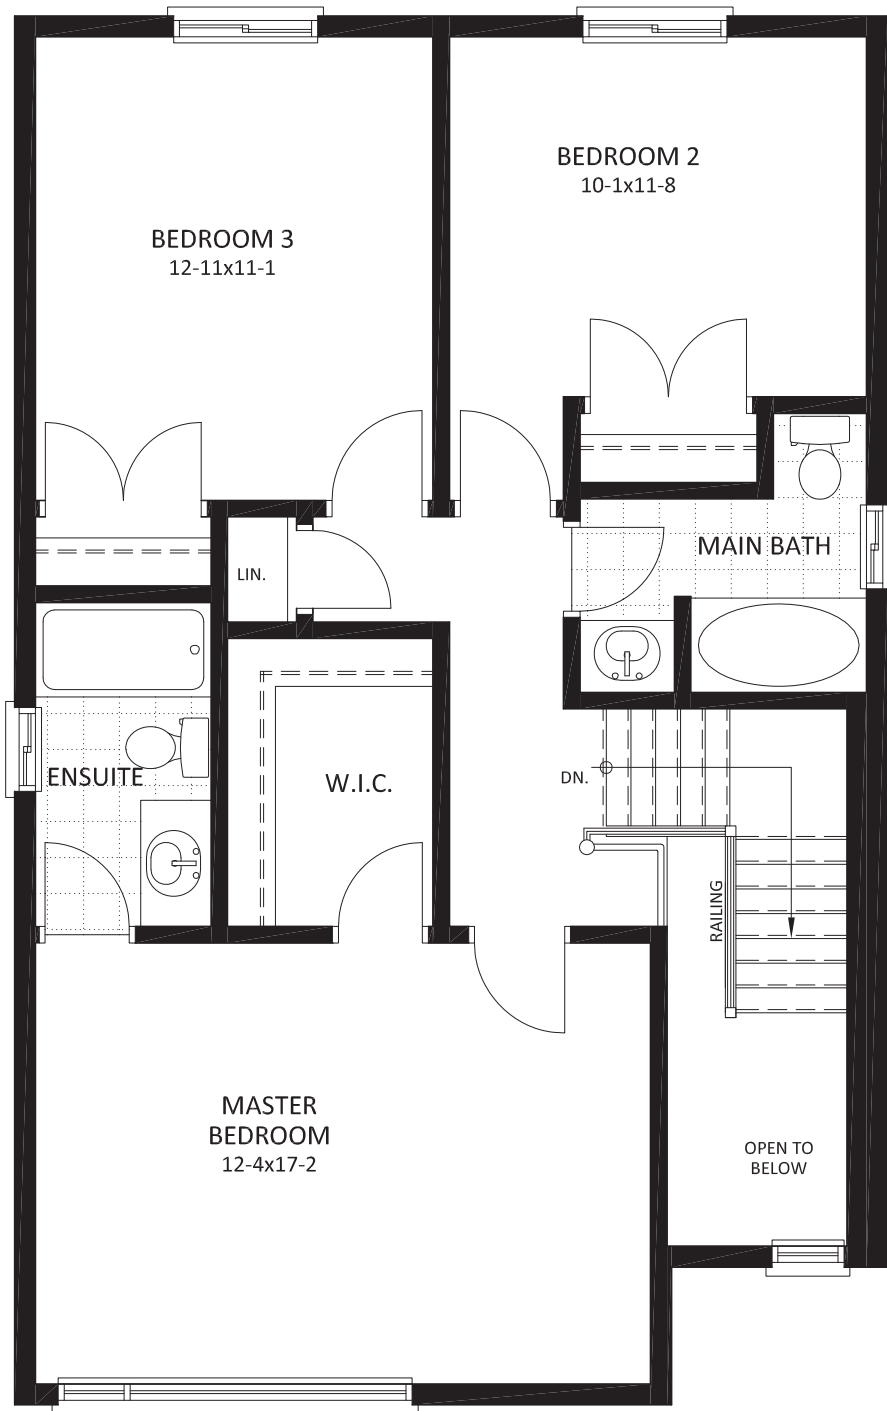 BEDROOM 2
10-1x11-8
BEDROOM 3
12-11x11-1
MAIN BATH
LIN.
ENSUITE
W.I.C.
DN.
RAILING
MASTER
BEDROOM
12-4x17-2
OPEN TO
BELOW